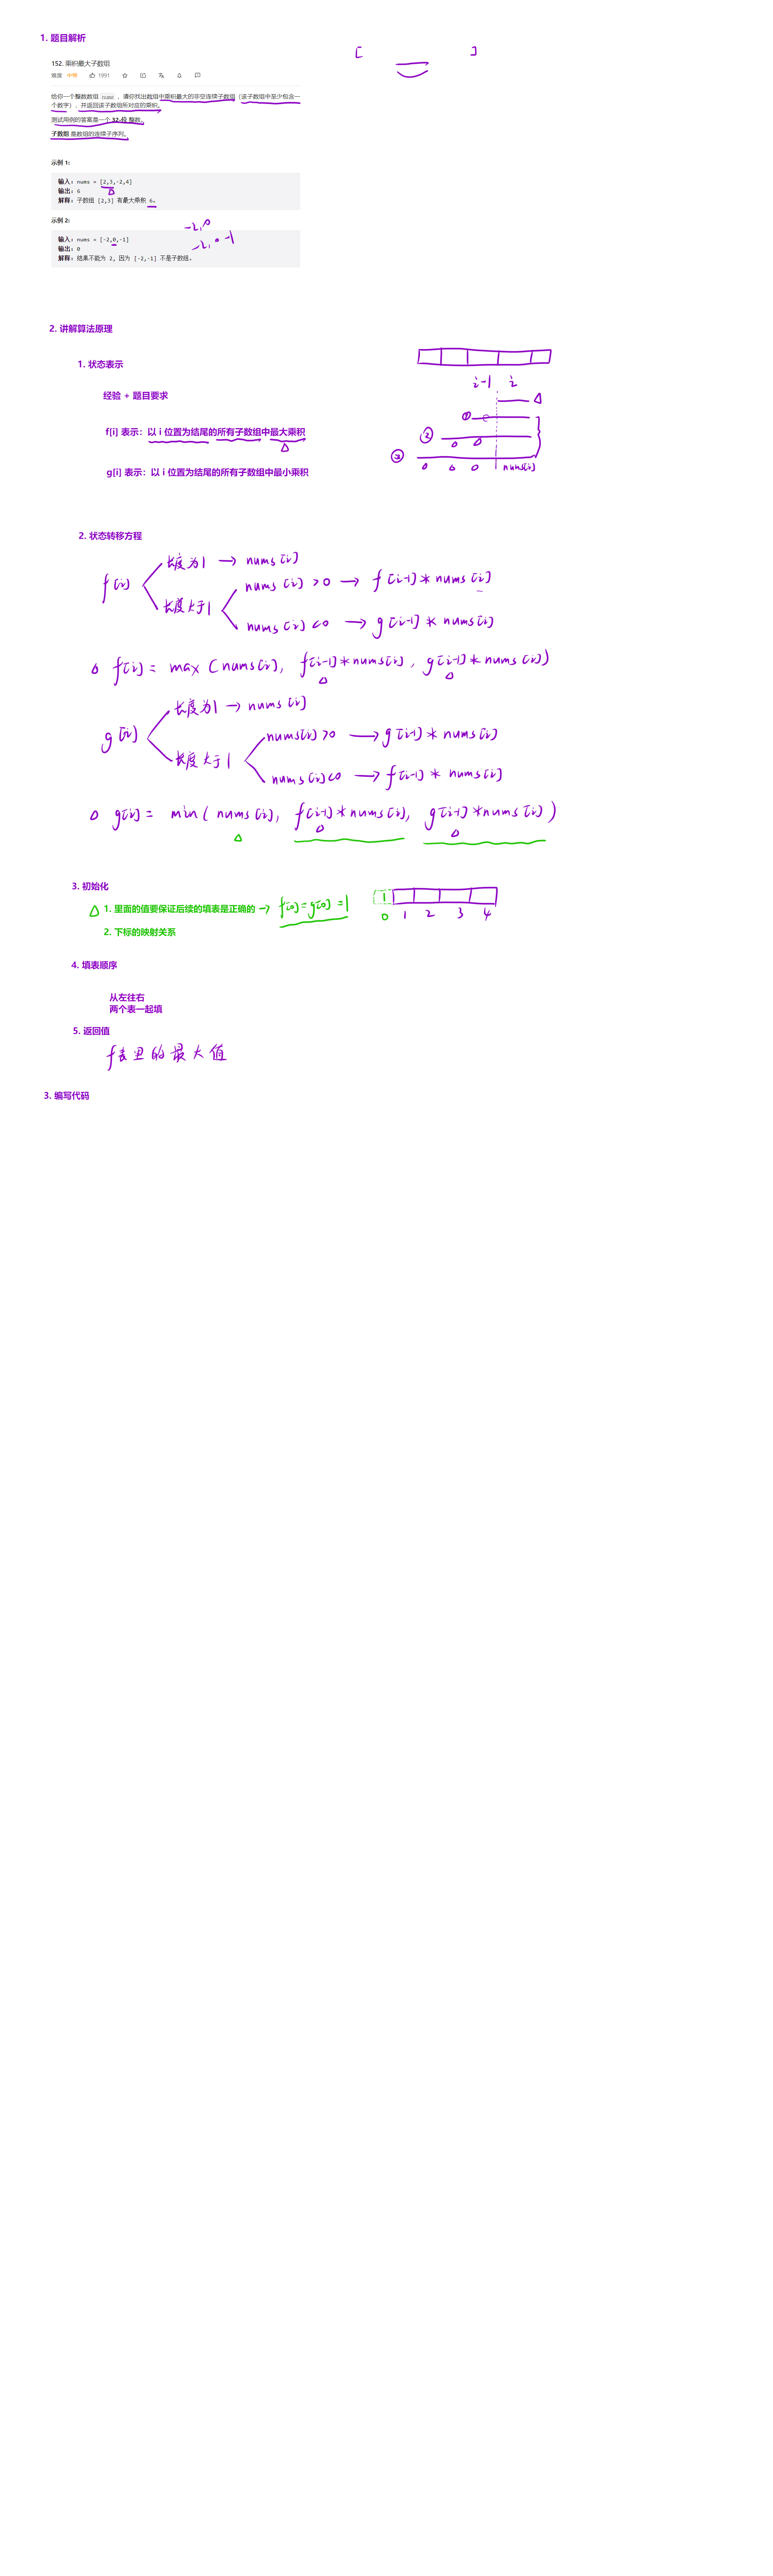 1. 题目解析
[ ]
152. 乘积最大子数组
难度 中等 1991
给你一个整数数组 nums ，请你找出数组中乘积最大的非空连续子数组（该子数组中至少包含一
个数字），并返回该子数组所对应的乘积。
测试用例的答案是一个 32-位 整数。
子数组 是数组的连续子序列。
示例 1:
输入: nums = [2,3,-2,4]
输出: 6
解释: 子数组 [2,3] 有最大乘积 6。
示例 2:
-2, 0
输入: nums = [-2,0,-1]
-2, 0 -1
输出: 0
解释: 结果不能为 2, 因为 [-2,-1] 不是子数组。
2. 讲解算法原理
1. 状态表示
i-1 i
经验 + 题目要求
①
f[i] 表示：以 i 位置为结尾的所有子数组中最大乘积
②
③
nums[i]
g[i] 表示：以 i 位置为结尾的所有子数组中最小乘积
2. 状态转移方程
f[i]
长度为1 → nums[i]
长度大于1
nums[i] >0 → f[i-1] * nums[i]
nums[i] <0 → g[i-1] * nums[i]
f[i] = max (nums[i], f[i-1]*nums[i], g[i-1]*nums[i])
g[i]
长度为1 → nums[i]
长度大于1
nums[i] >0 → g[i-1] * nums[i]
nums[i] <0 → f[i-1] * nums[i]
g[i] = min ( nums[i], f[i-1]*nums[i], g[i-1]*nums[i] )
3. 初始化
1. 里面的值要保证后续的填表是正确的 → f[0]=g[0]=1
1
0 1 2 3 4
2. 下标的映射关系
4. 填表顺序
从左往右
两个表一起填
5. 返回值
f表里的最大值
3. 编写代码